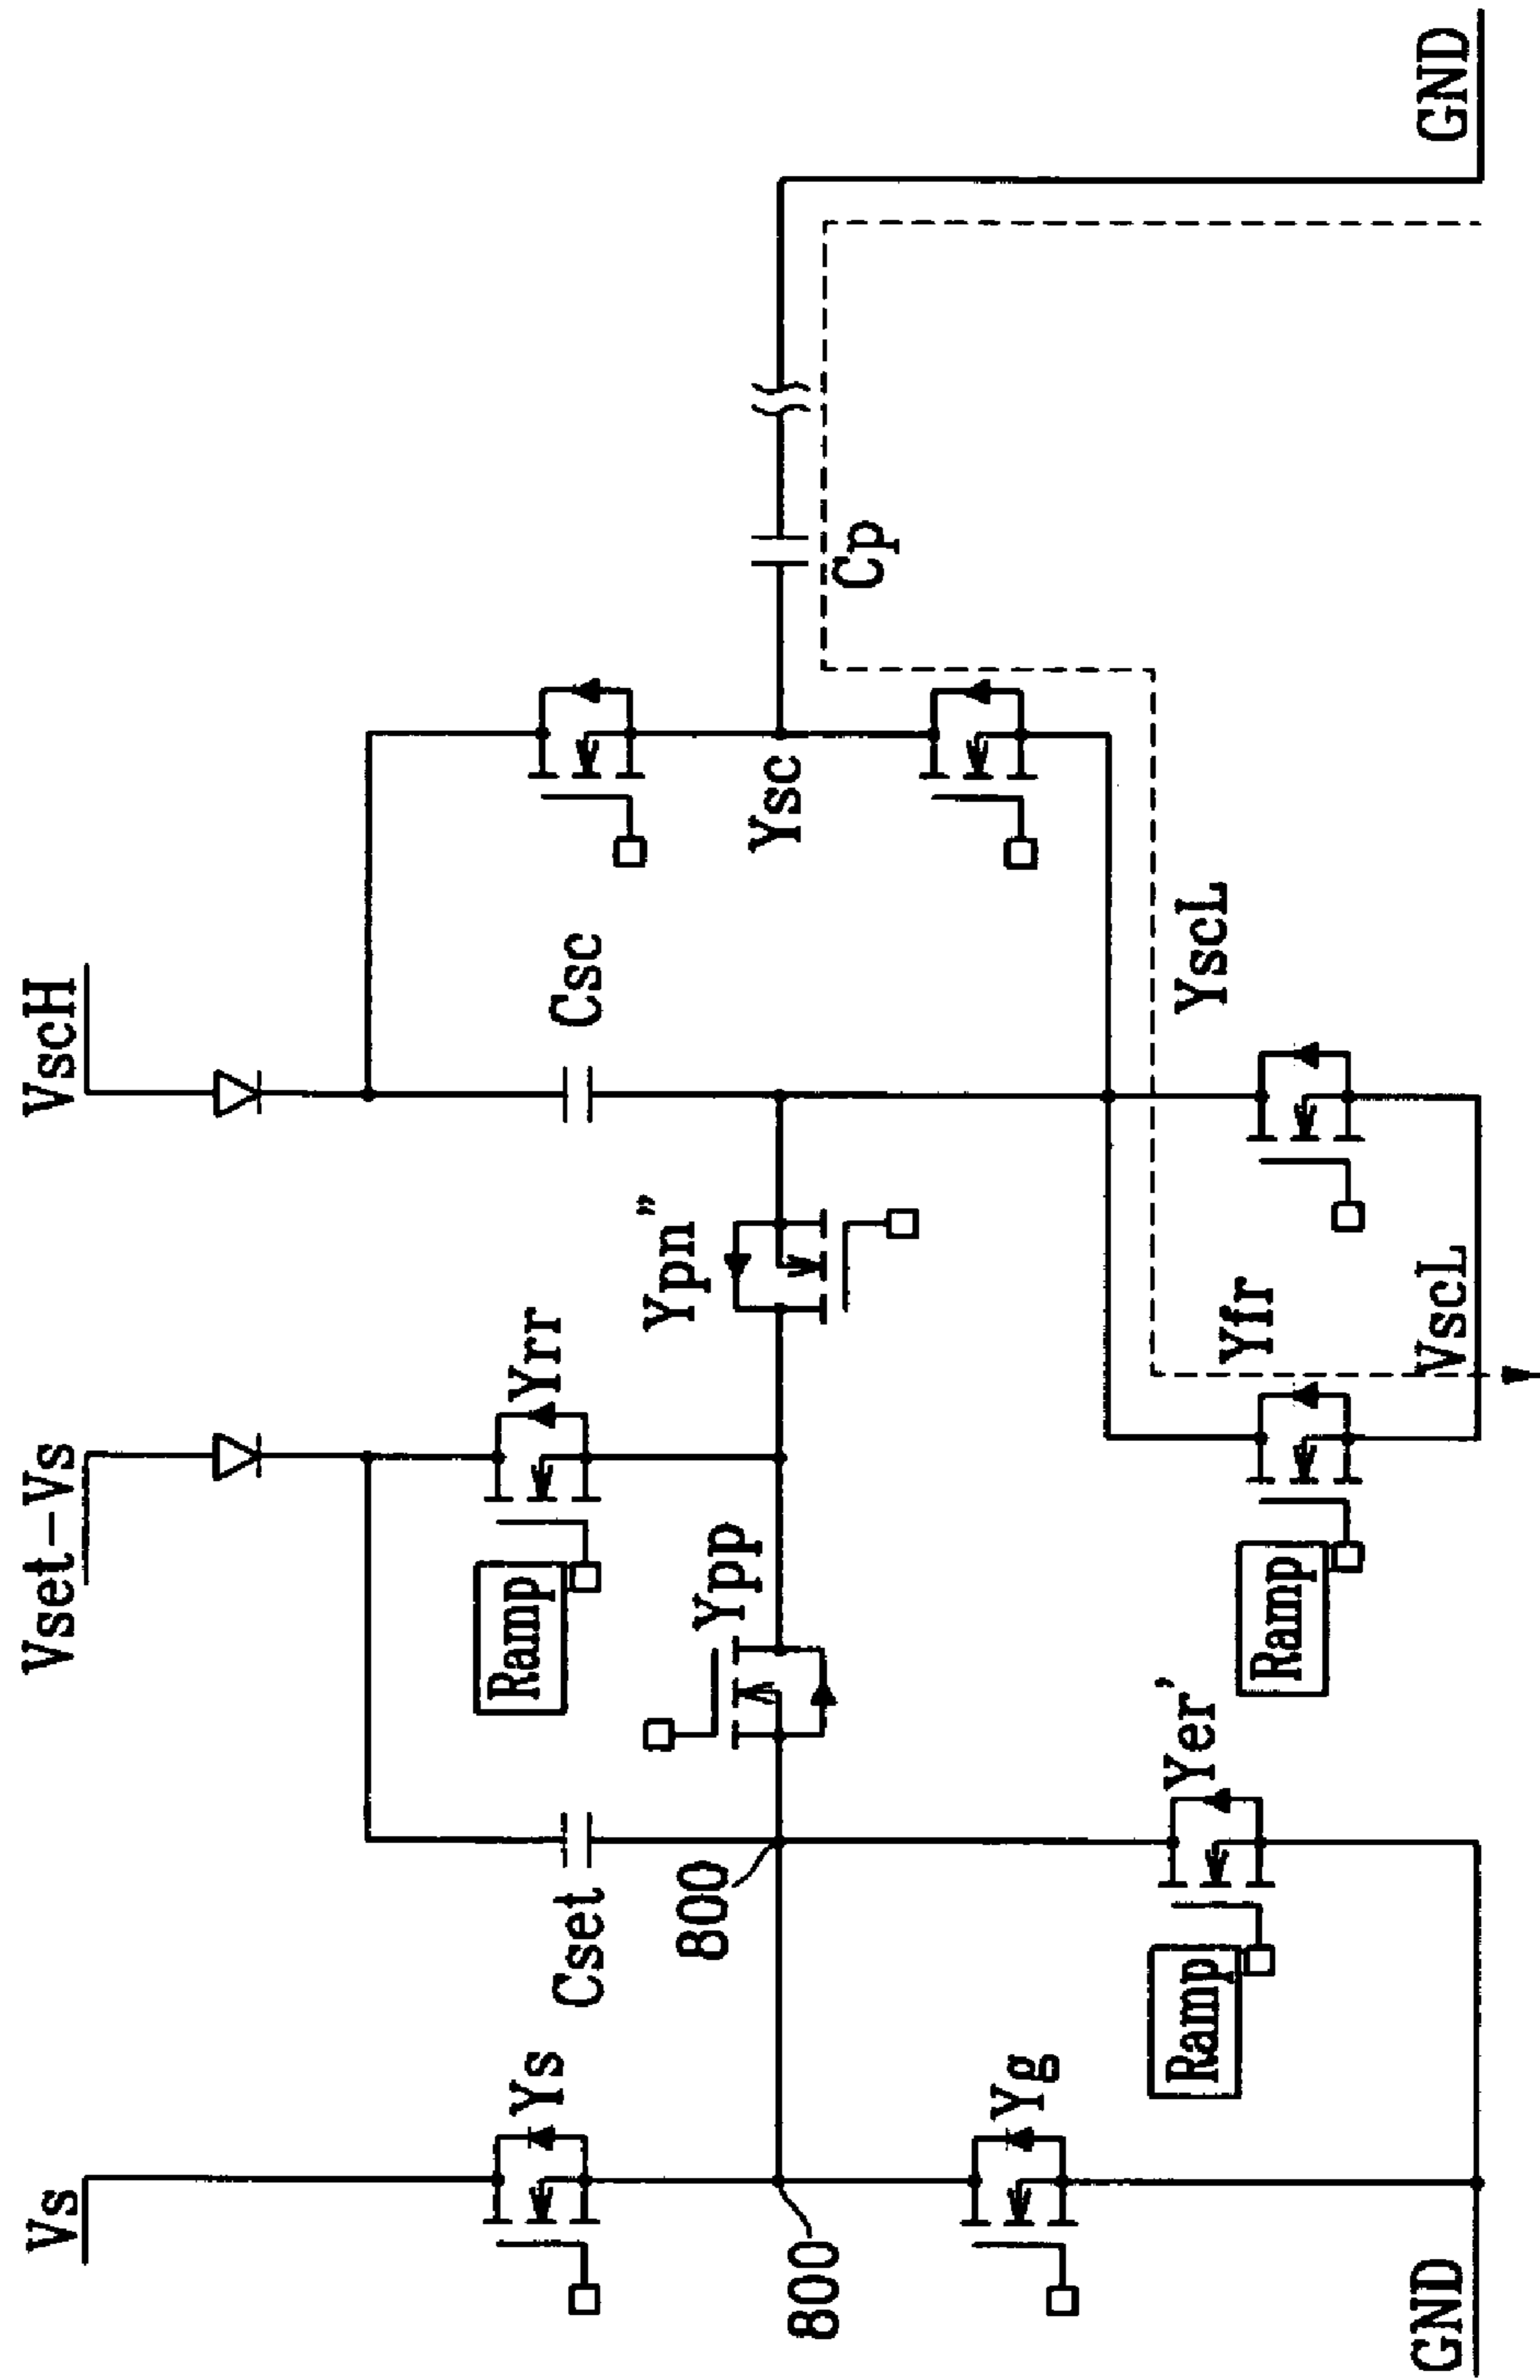 Vs
Vset-Vs
VscH
Ys
Cset
Ramp
Yrr
Csc
800
Ypp
Ypn"
Ysc
Cp
800
Yg
Ramp
Yer'
Ramp
Yfr
YscL
VscL
GND
GND